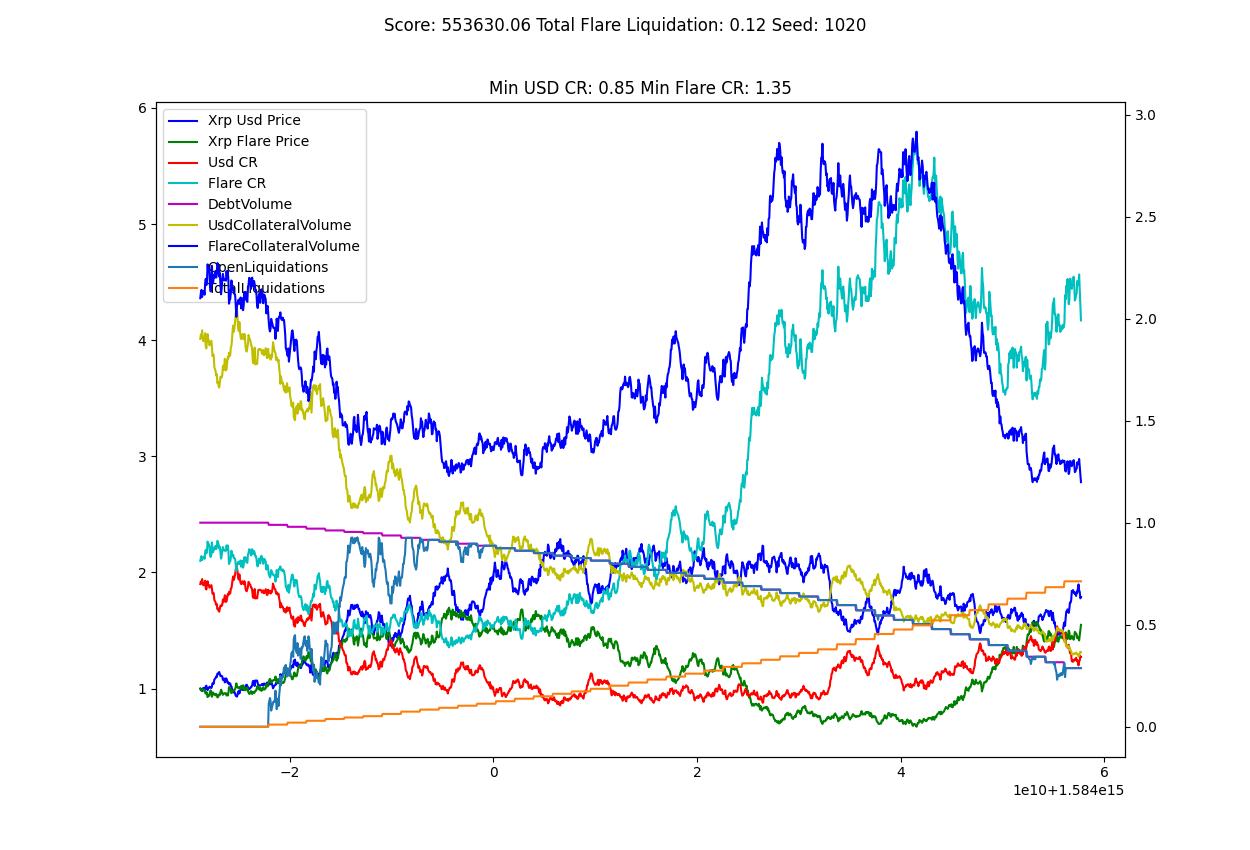 Score: 553630.06 Total Flare Liquidation: 0.12 Seed: 1020
Min USD CR: 0.85 Min Flare CR: 1.35
Xrp Usd Price
Xrp Flare Price
Usd CR
Flare CR
DebtVolume
UsdCollateralVolume
FlareCollateralVolume
OpenLiquidations
TotalLiquidations
6
5
4
3
2
1
3.0
2.5
2.0
1.5
1.0
0.5
0.0
−2
0
2
4
6
1e10+1.584e15